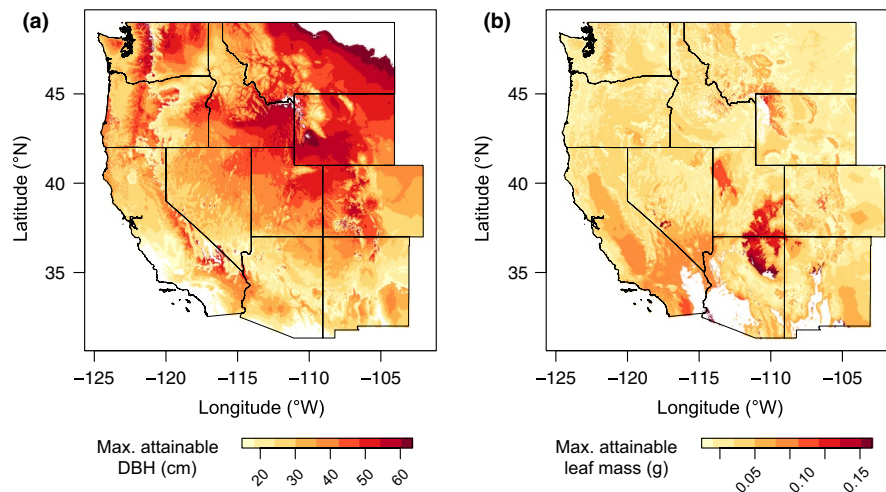 (a)
(b)
Latitude (°N)
45
40
35
−125
−120
−115
−110
−105
Longitude (°W)
Latitude (°N)
45
40
35
−125
−120
−115
−110
−105
Longitude (°W)
Max. attainable
DBH (cm)
20
30
40
50
60
Max. attainable
leaf mass (g)
0.05
0.10
0.15